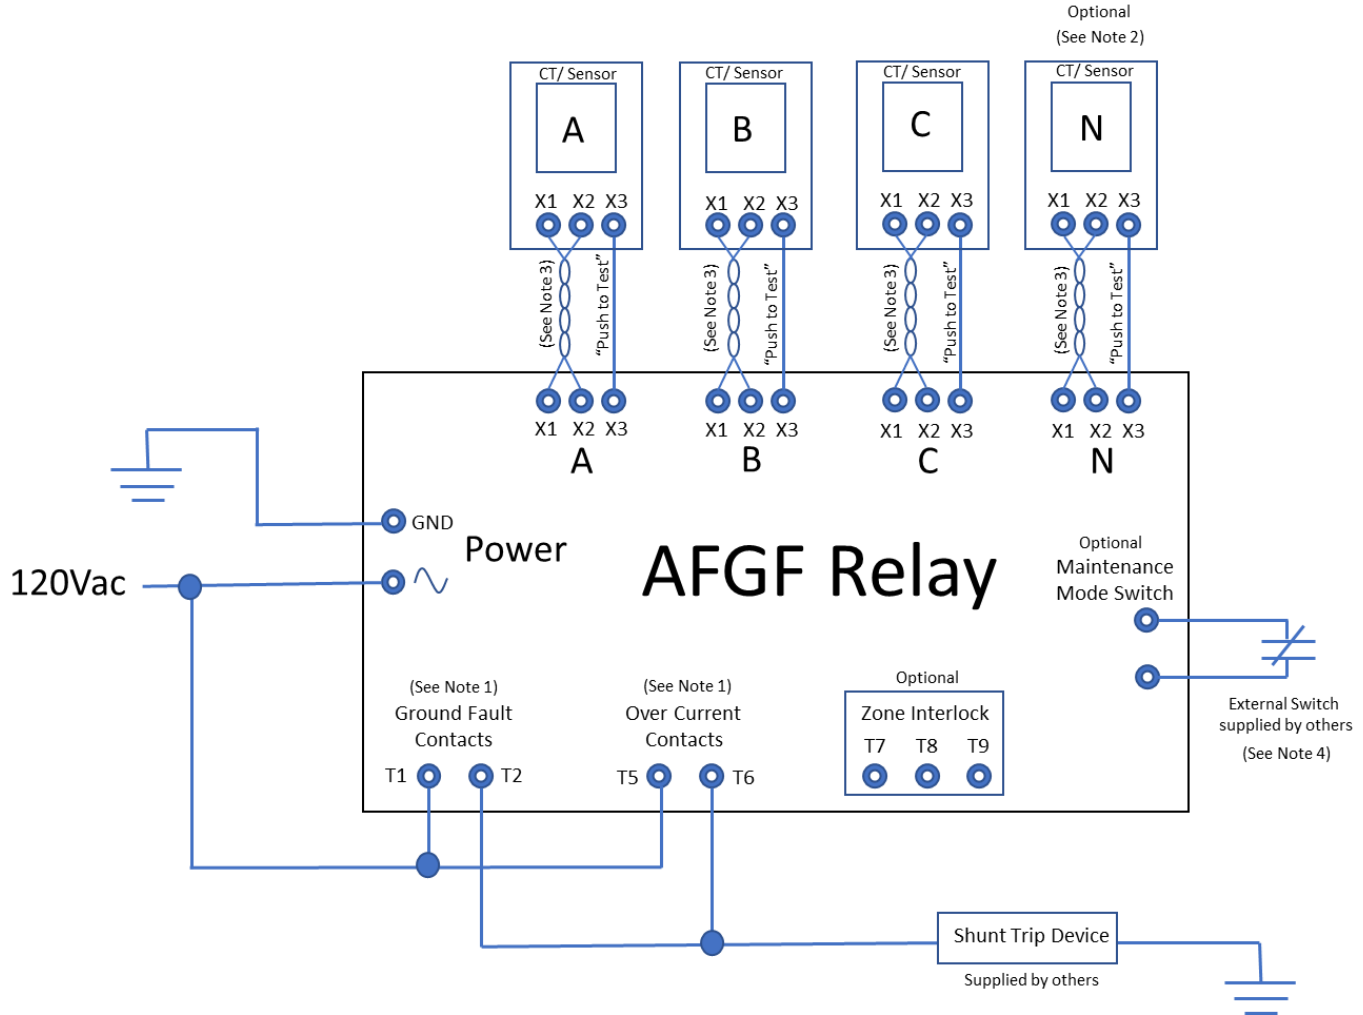 Optional
(See Note 2)
CT/ Sensor
CT/ Sensor
CT/ Sensor
CT/ Sensor
A
B
C
N
X1 X2 X3
X1 X2 X3
X1 X2 X3
X1 X2 X3
(See Note 3)
"Push to Test"
(See Note 3)
"Push to Test"
(See Note 3)
"Push to Test"
(See Note 3)
"Push to Test"
X1 X2 X3
X1 X2 X3
X1 X2 X3
X1 X2 X3
A
B
C
N
GND
Power
120Vac
AFGF Relay
Optional
Maintenance
Mode Switch
(See Note 1)
Ground Fault
Contacts
T1
T2
(See Note 1)
Over Current
Contacts
T5
T6
Optional
Zone Interlock
T7 T8 T9
External Switch
supplied by others
(See Note 4)
Shunt Trip Device
Supplied by others